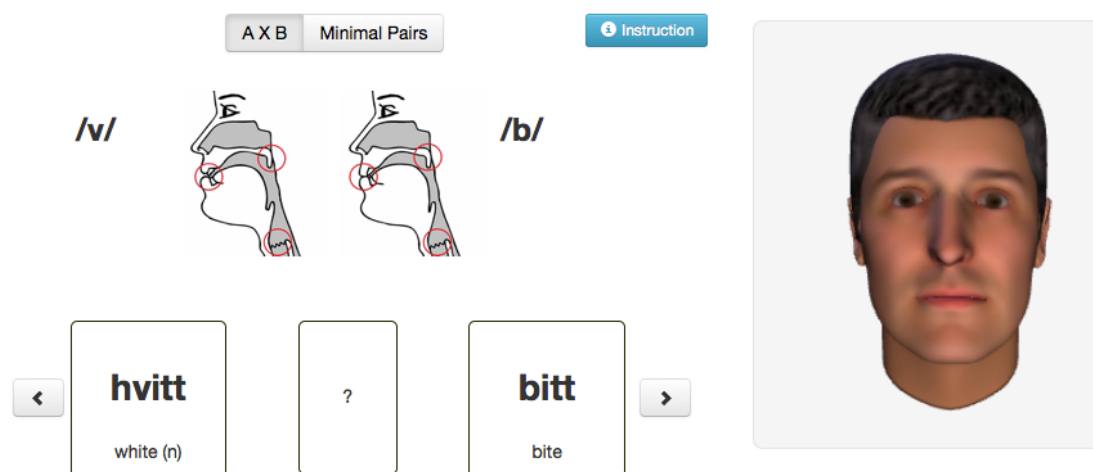 A X B
Minimal Pairs
Instruction
/v/
/b/
hvitt
white (n)
?
bitt
bite